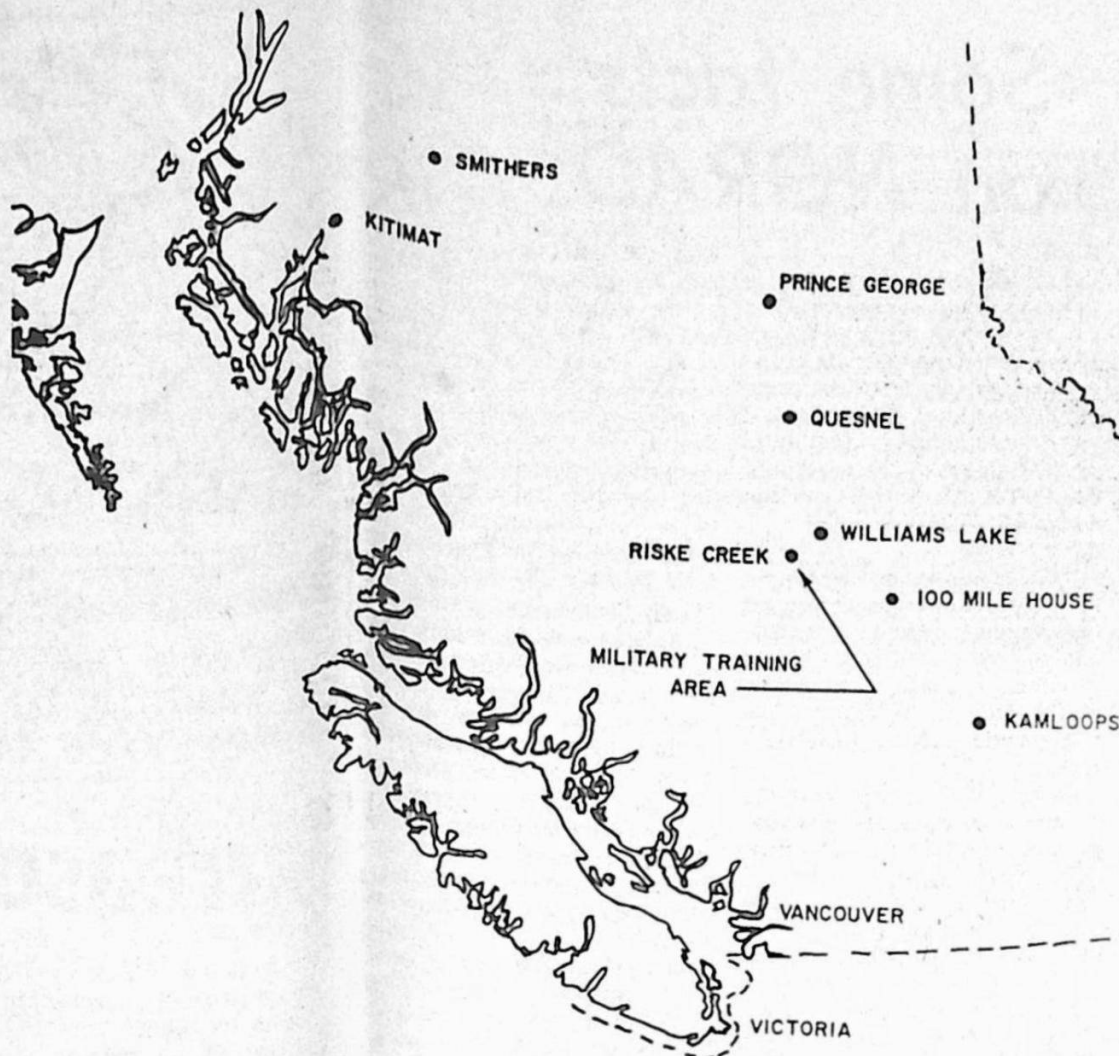 SMITHERS
KITIMAT
PRINCE GEORGE
QUESNEL
WILLIAMS LAKE
RISKE CREEK
100 MILE HOUSE
MILITARY TRAINING
AREA
KAMLOOPS
VANCOUVER
VICTORIA